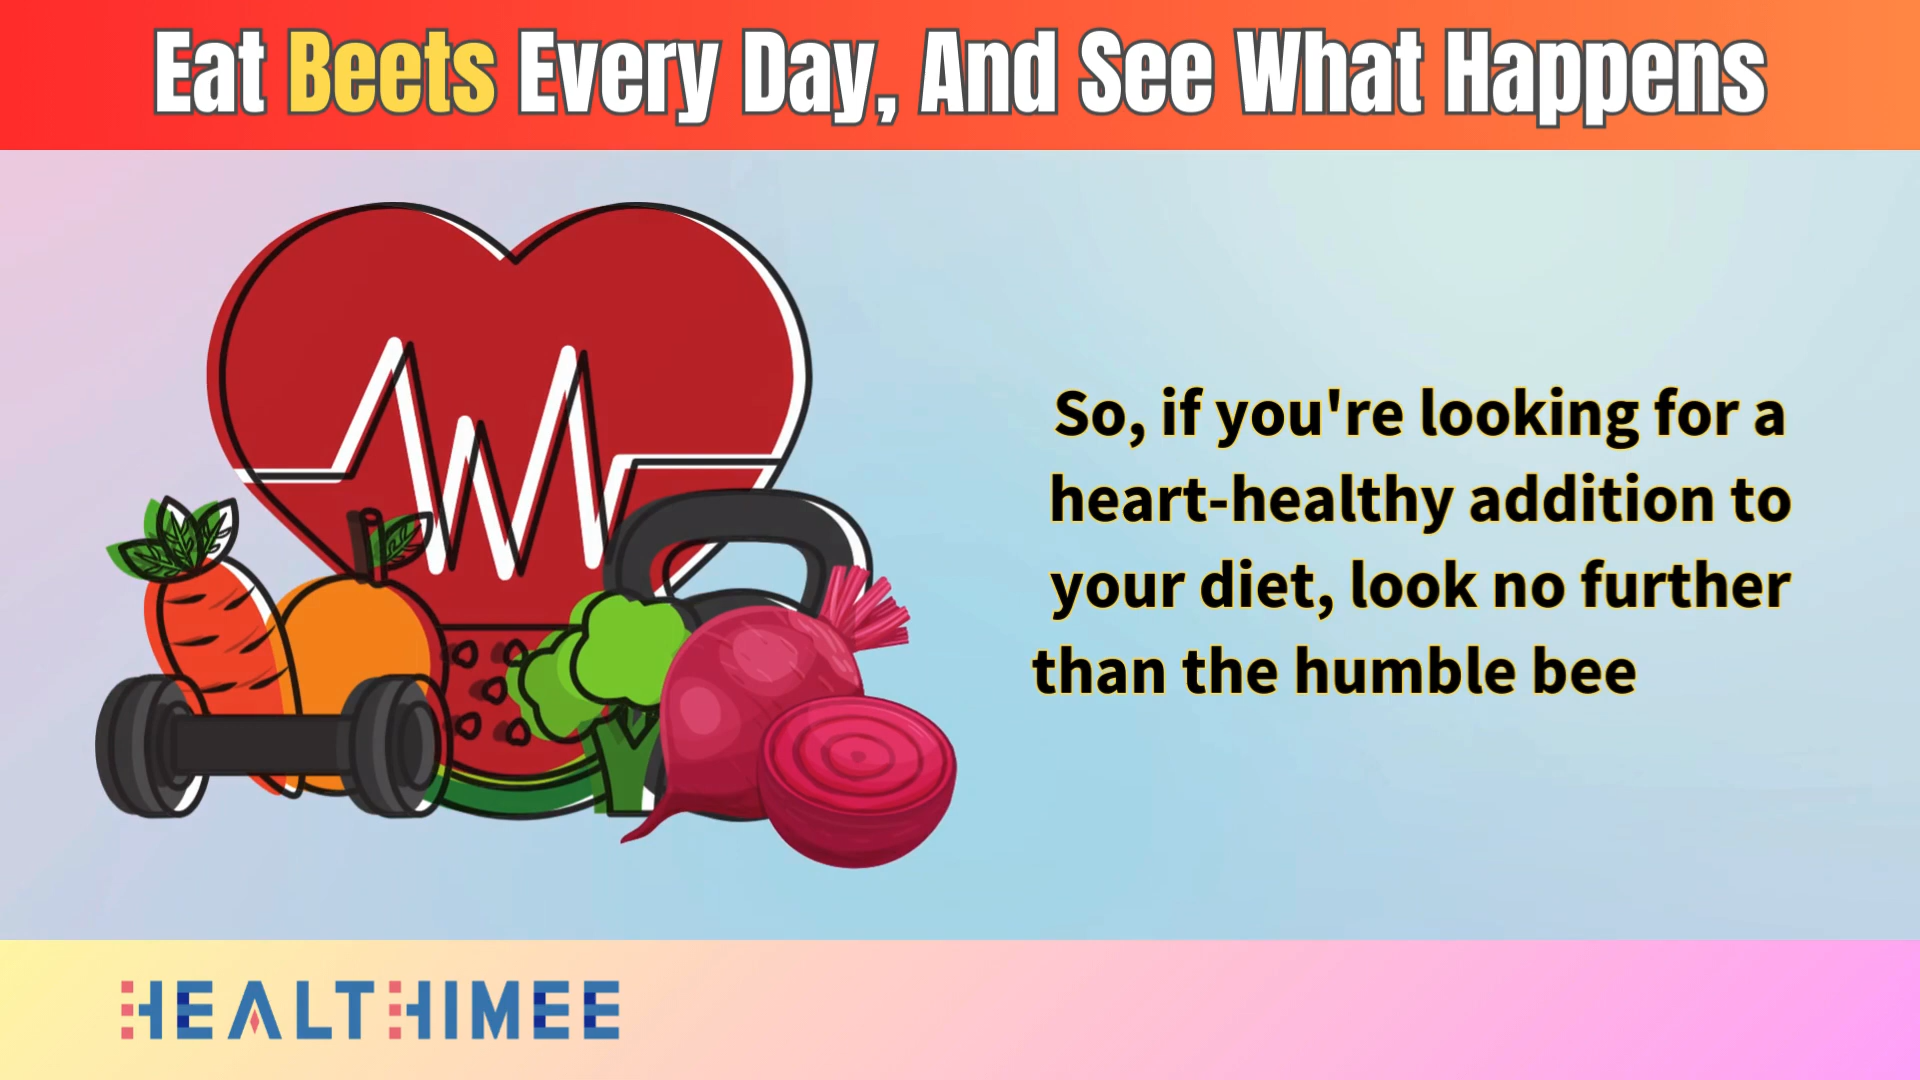 Eat Beets Every Day, And See What Happens
So, if you're looking for a
heart-healthy addition to
your diet, look no further
than the humble bee
HEALTHIMEE